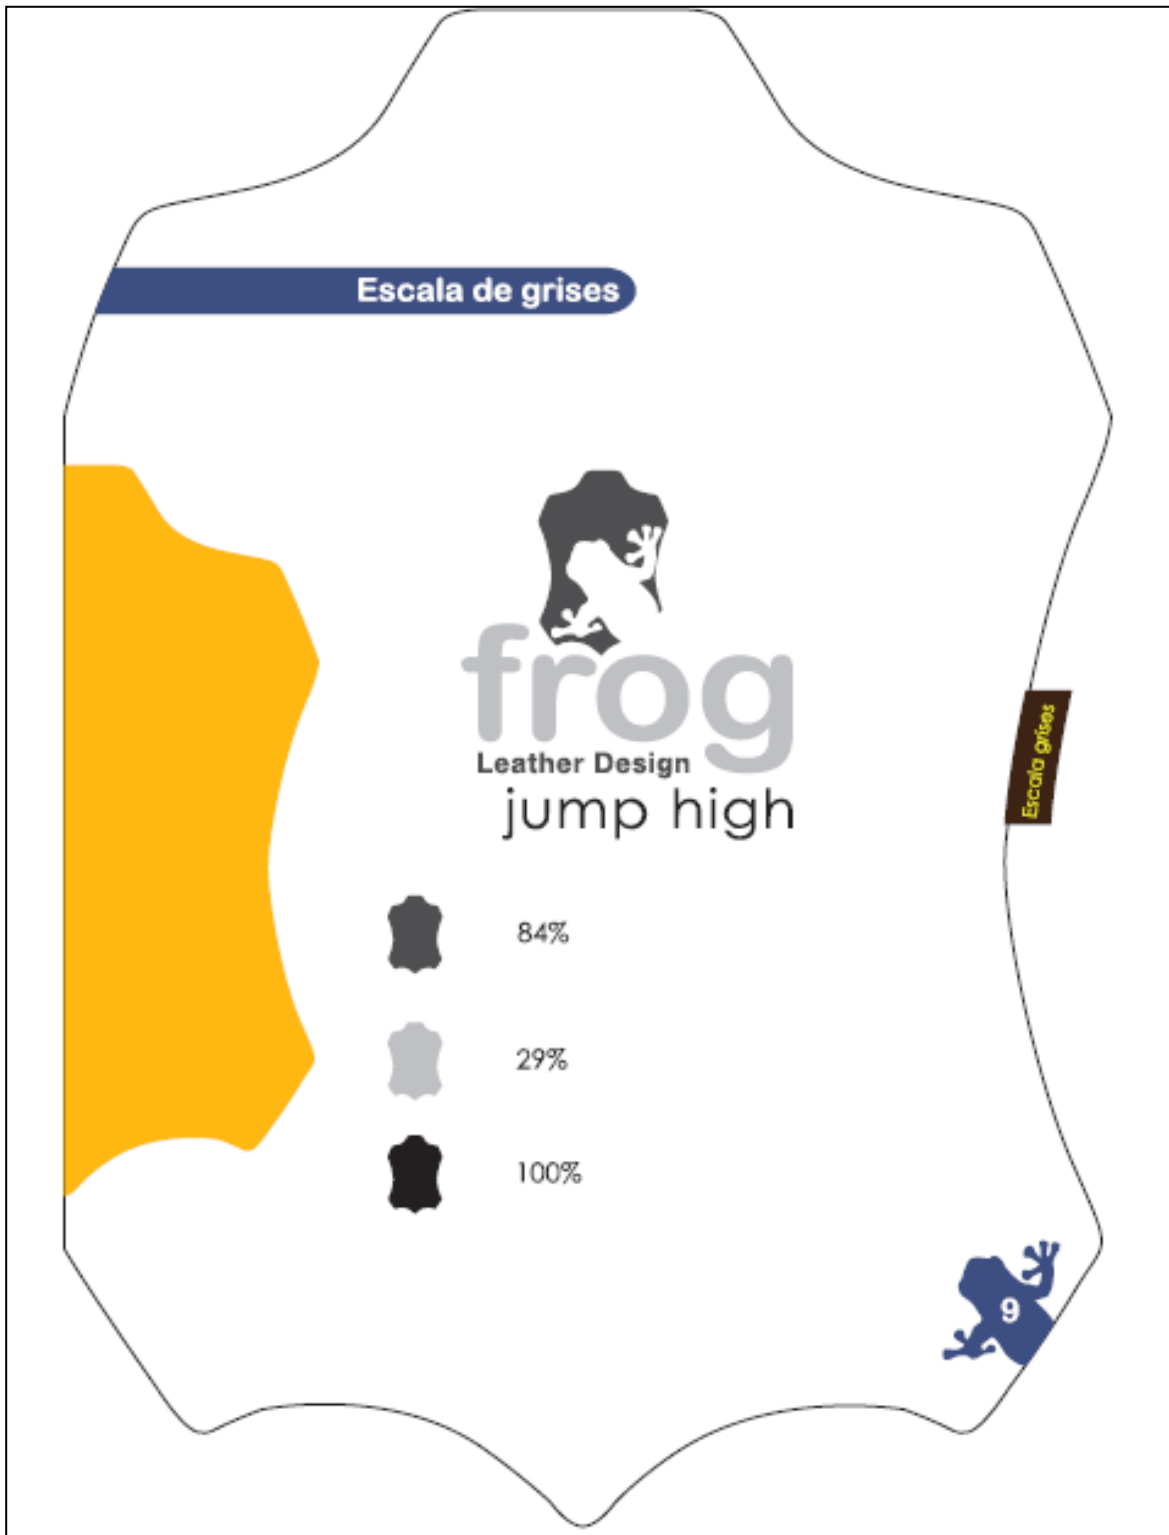 Escala de grises
frog
Leather Design
jump high
Escala grises
84%
29%
100%
9